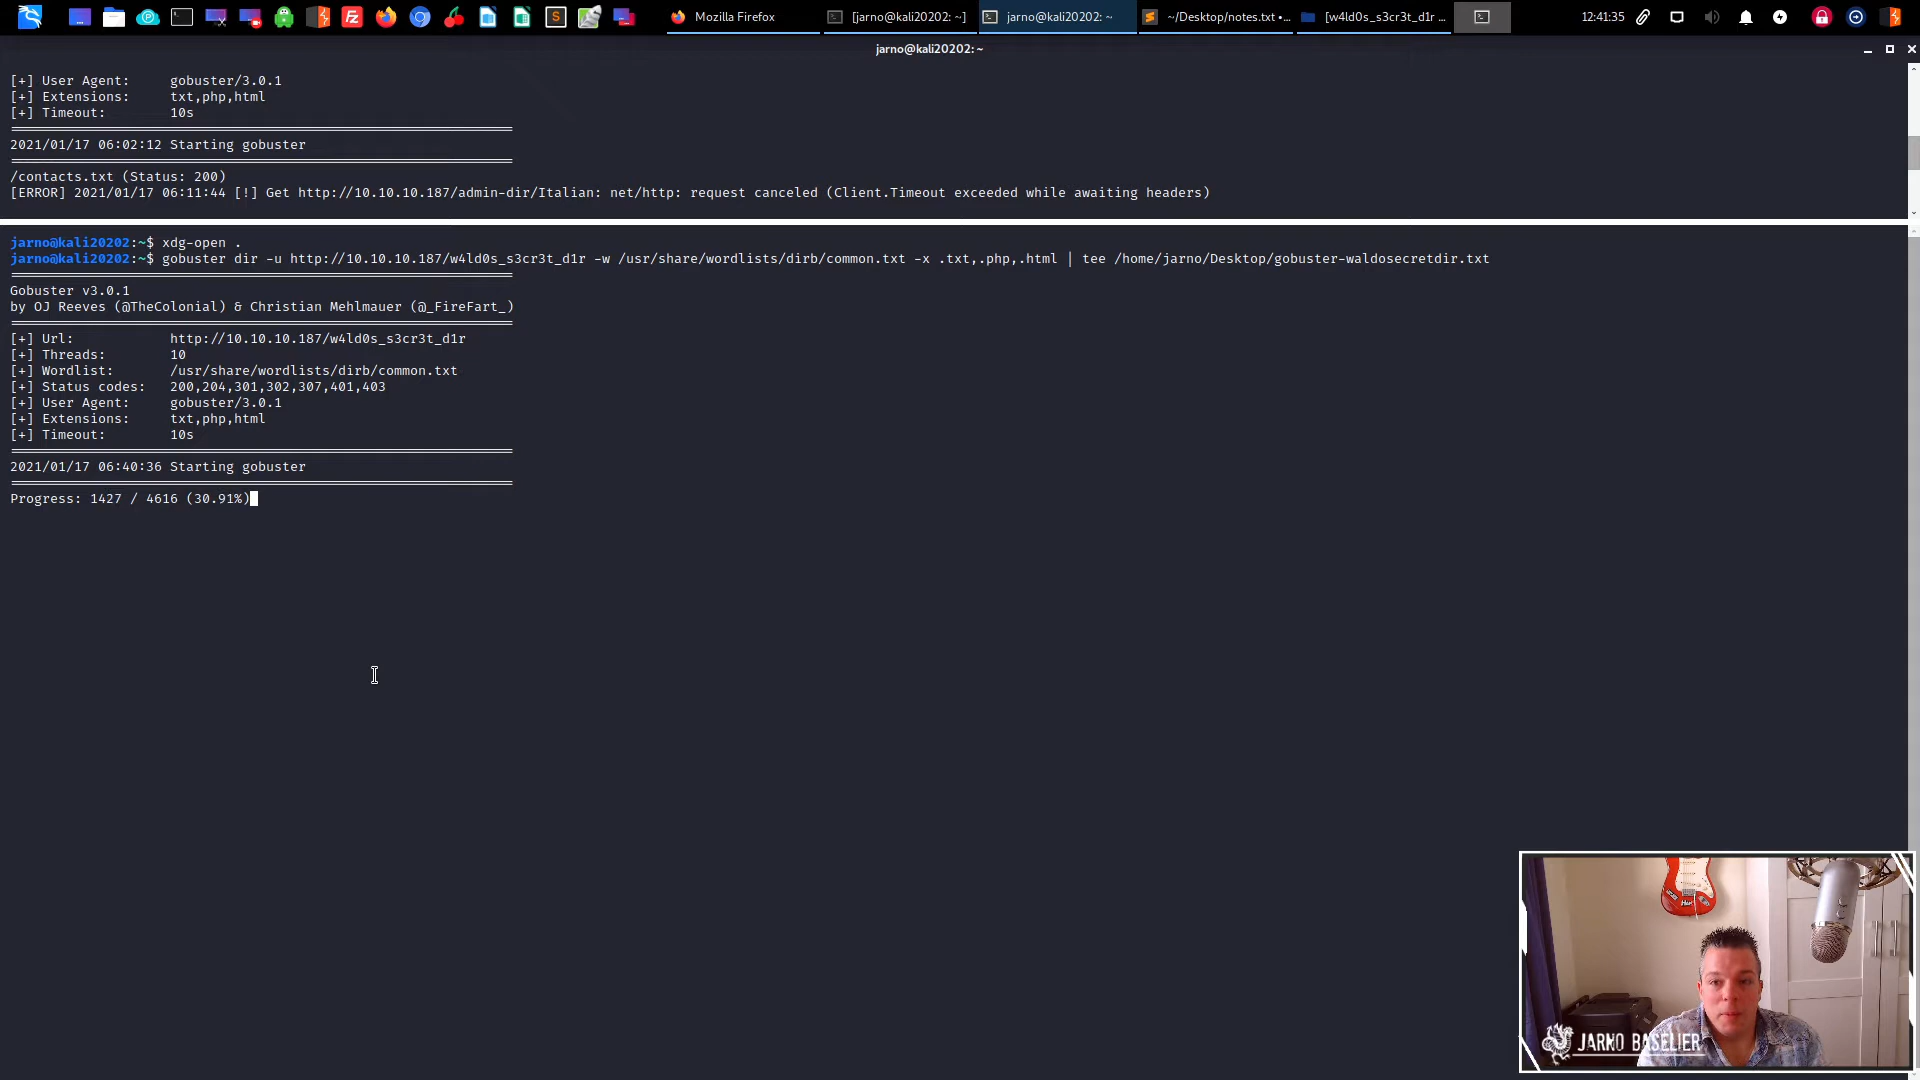 Mozilla Firefox
[jarno@kali20202: ~]
jarno@kali20202: ~
~/Desktop/notes.txt •...
[w4ld0s_s3cr3t_d1r ...
12:41:35
jarno@kali20202: ~
[+] User Agent:     gobuster/3.0.1
[+] Extensions:     txt,php,html
[+] Timeout:        10s
===============================================================
2021/01/17 06:02:12 Starting gobuster
===============================================================
/contacts.txt (Status: 200)
[ERROR] 2021/01/17 06:11:44 [!] Get http://10.10.10.187/admin-dir/Italian: net/http: request canceled (Client.Timeout exceeded while awaiting headers)
jarno@kali20202:~$ xdg-open .
jarno@kali20202:~$ gobuster dir -u http://10.10.10.187/w4ld0s_s3cr3t_d1r -w /usr/share/wordlists/dirb/common.txt -x .txt,.php,.html | tee /home/jarno/Desktop/gobuster-waldosecretdir.txt
===============================================================
Gobuster v3.0.1
by OJ Reeves (@TheColonial) & Christian Mehlmauer (@_FireFart_)
===============================================================
[+] Url:            http://10.10.10.187/w4ld0s_s3cr3t_d1r
[+] Threads:        10
[+] Wordlist:       /usr/share/wordlists/dirb/common.txt
[+] Status codes:   200,204,301,302,307,401,403
[+] User Agent:     gobuster/3.0.1
[+] Extensions:     txt,php,html
[+] Timeout:        10s
===============================================================
2021/01/17 06:40:36 Starting gobuster
===============================================================
Progress: 1427 / 4616 (30.91%)
JARNO BASELIER